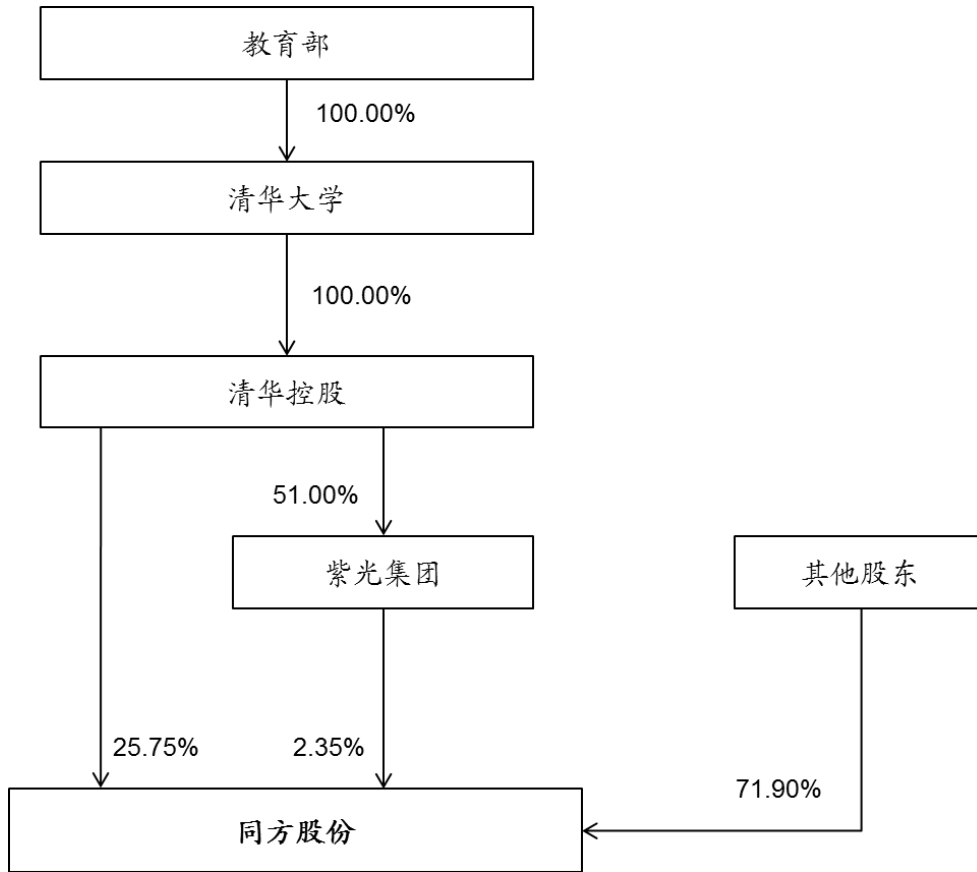 教育部
100.00%
清华大学
100.00%
清华控股
51.00%
紫光集团
其他股东
25.75%
2.35%
71.90%
同方股份